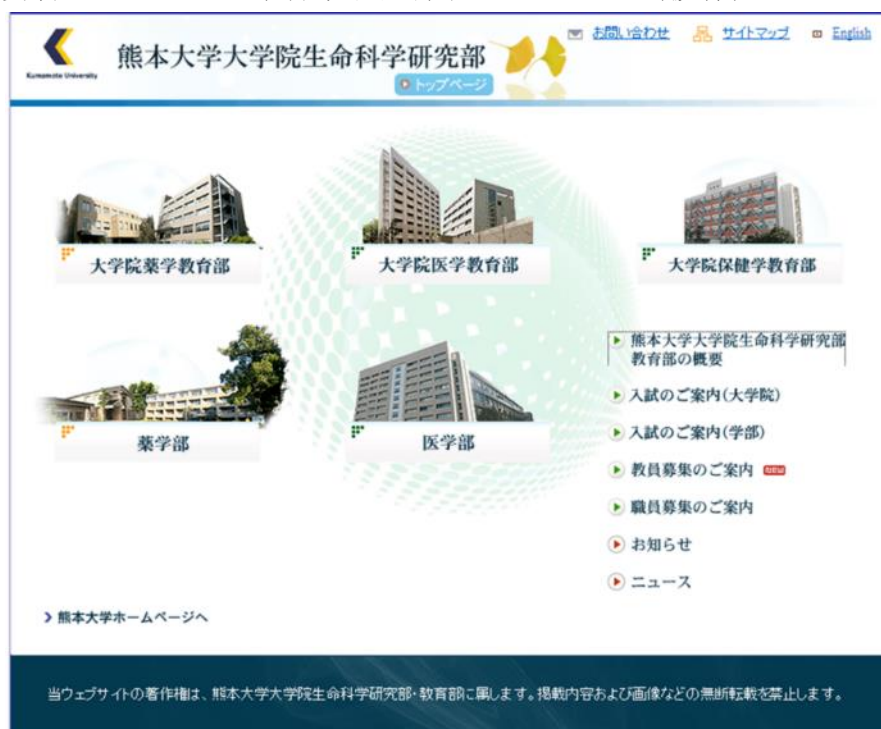 お問い合わせ サイトマップ English
Kumamoto University
熊本大学大学院生命科学研究部
トップページ
大学院薬学教育部
大学院医学教育部
大学院保健学教育部
薬学部
医学部
熊本大学大学院生命科学研究部
教育部の概要
入試のご案内(大学院)
入試のご案内(学部)
教員募集のご案内 new
職員募集のご案内
お知らせ
ニュース
熊本大学ホームページへ
当ウェブサイトの著作権は、熊本大学大学院生命科学研究部・教育部に属します。掲載内容および画像などの無断転載を禁止します。